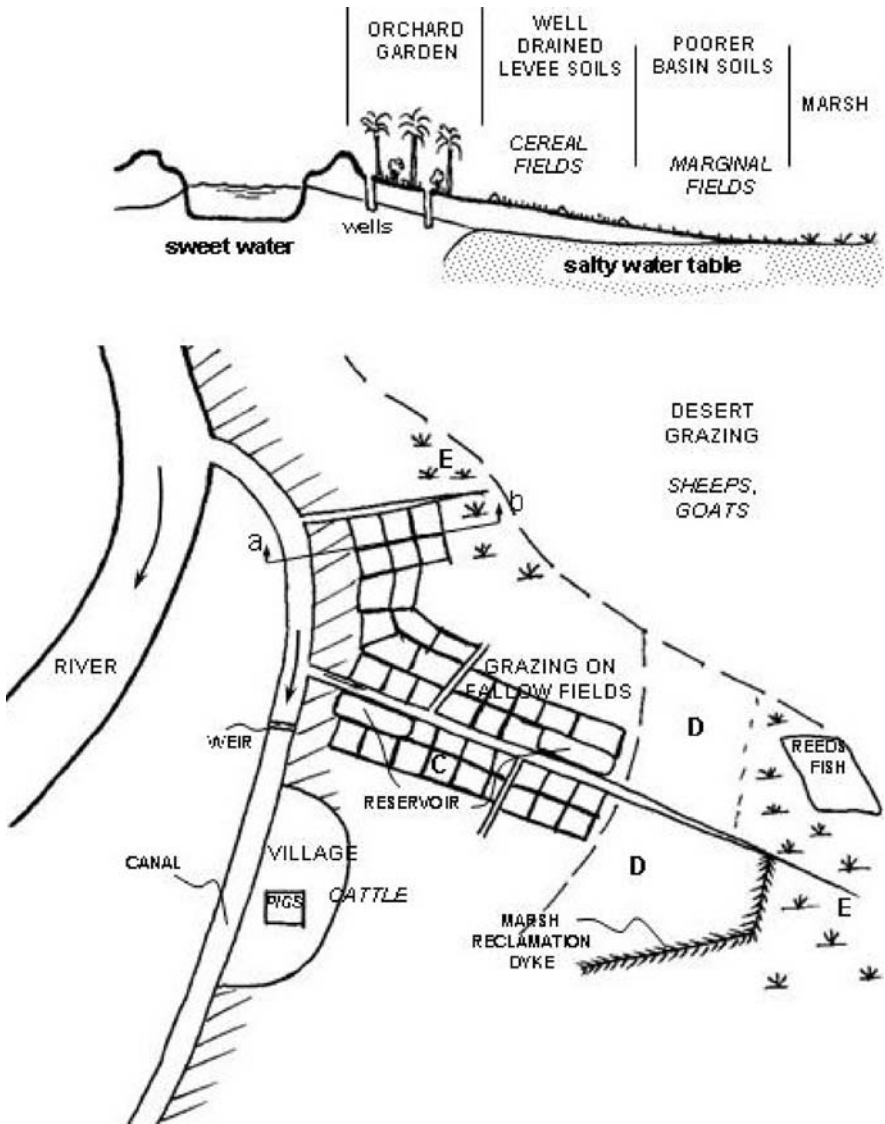 ORCHARD
GARDEN
WELL
DRAINED
LEVEE SOILS
POORER
BASIN SOILS
MARSH
CEREAL
FIELDS
MARGINAL
FIELDS
wells
sweet water
salty water table
DESERT
GRAZING
SHEEPS,
GOATS
E
b
a
RIVER
GRAZING ON
FALLOW FIELDS
D
WEIR
REEDS
FISH
C
RESERVOIR
VILLAGE
CANAL
CATTLE
PIGS
D
E
MARSH
RECLAMATION
DYKE